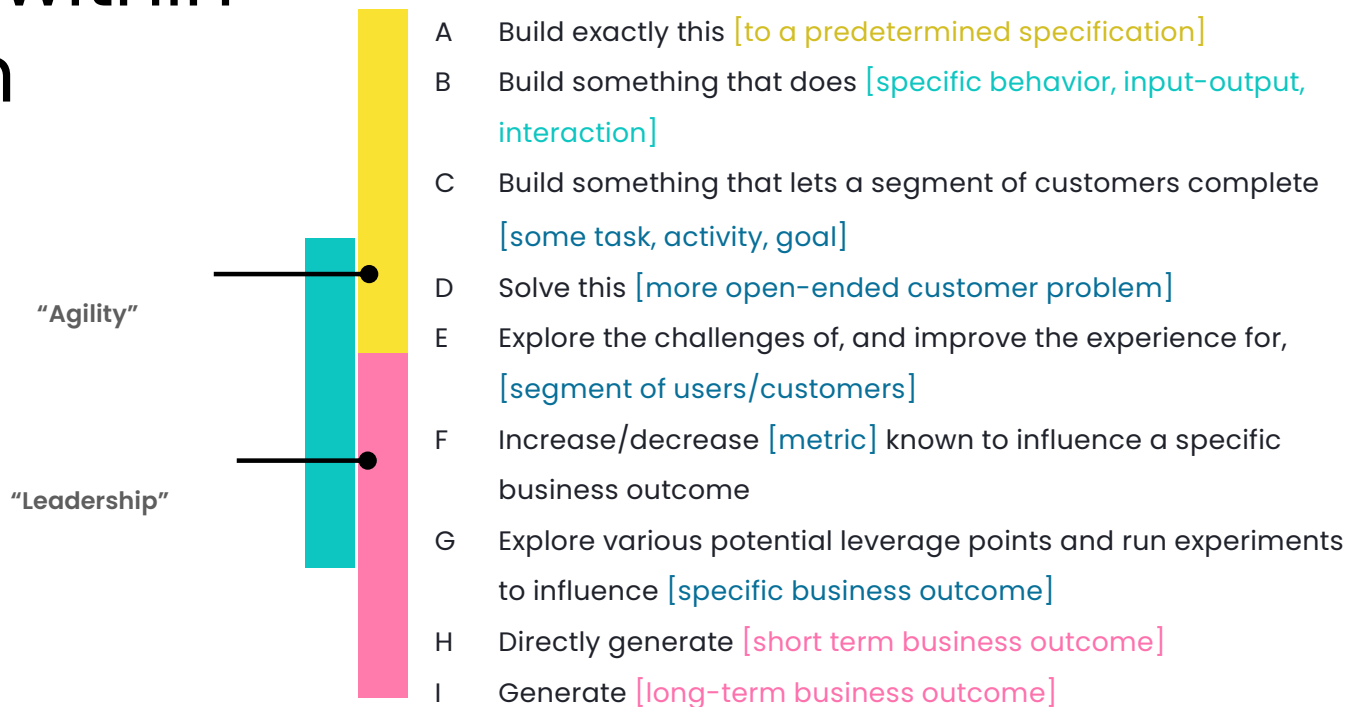 within
A Build exactly this [to a predetermined specification]
B Build something that does [specific behavior, input-output,
interaction]
C Build something that lets a segment of customers complete
[some task, activity, goal]
D Solve this [more open-ended customer problem]
E Explore the challenges of, and improve the experience for,
[segment of users/customers]
F Increase/decrease [metric] known to influence a specific
business outcome
G Explore various potential leverage points and run experiments
to influence [specific business outcome]
H Directly generate [short term business outcome]
I Generate [long-term business outcome]
“Agility”
“Leadership”